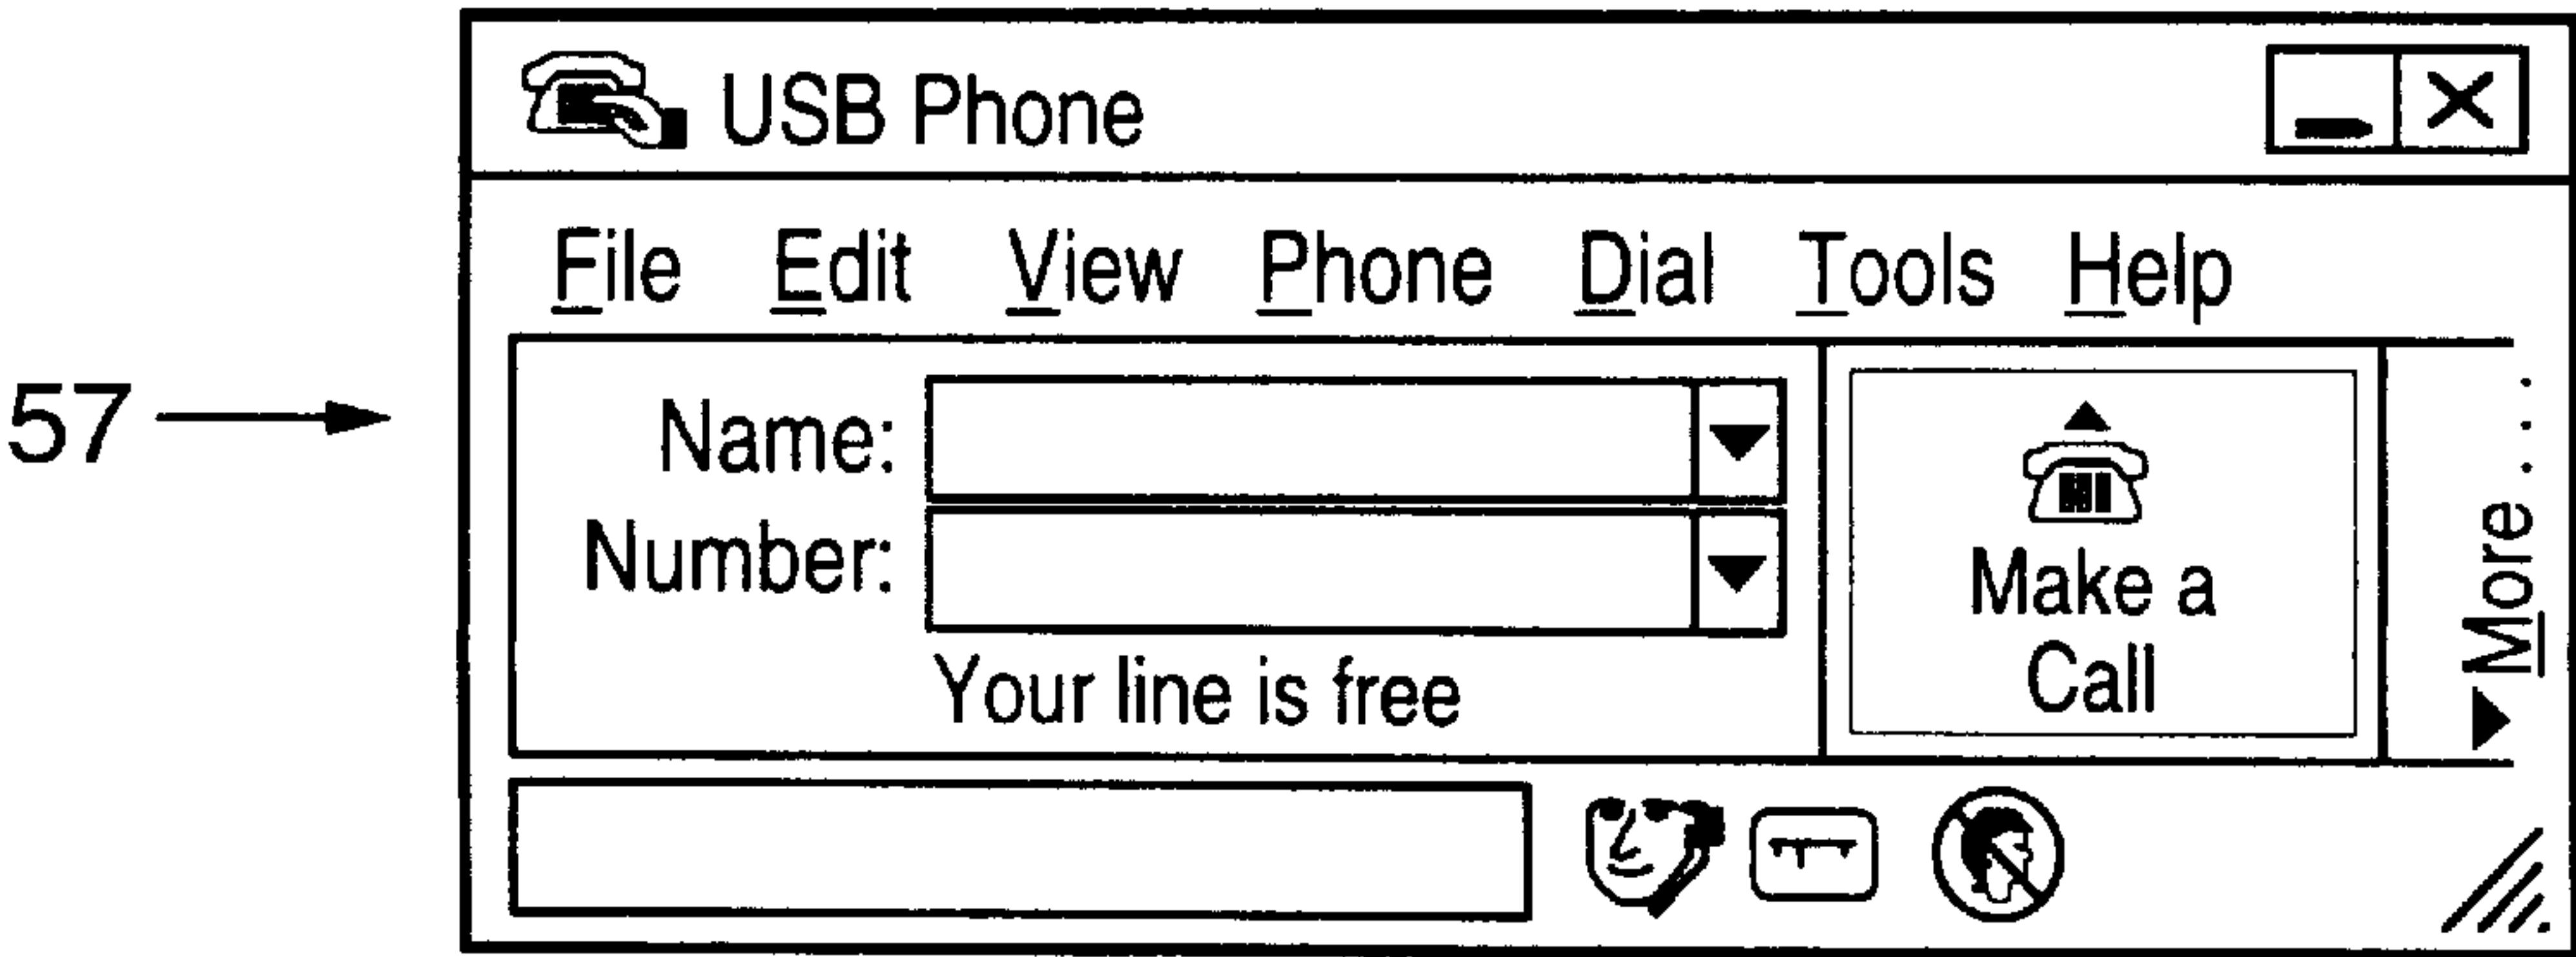 USB Phone
File Edit View Phone Dial Tools Help
57
Name:
Number:
Your line is free
Make a
Call
More....